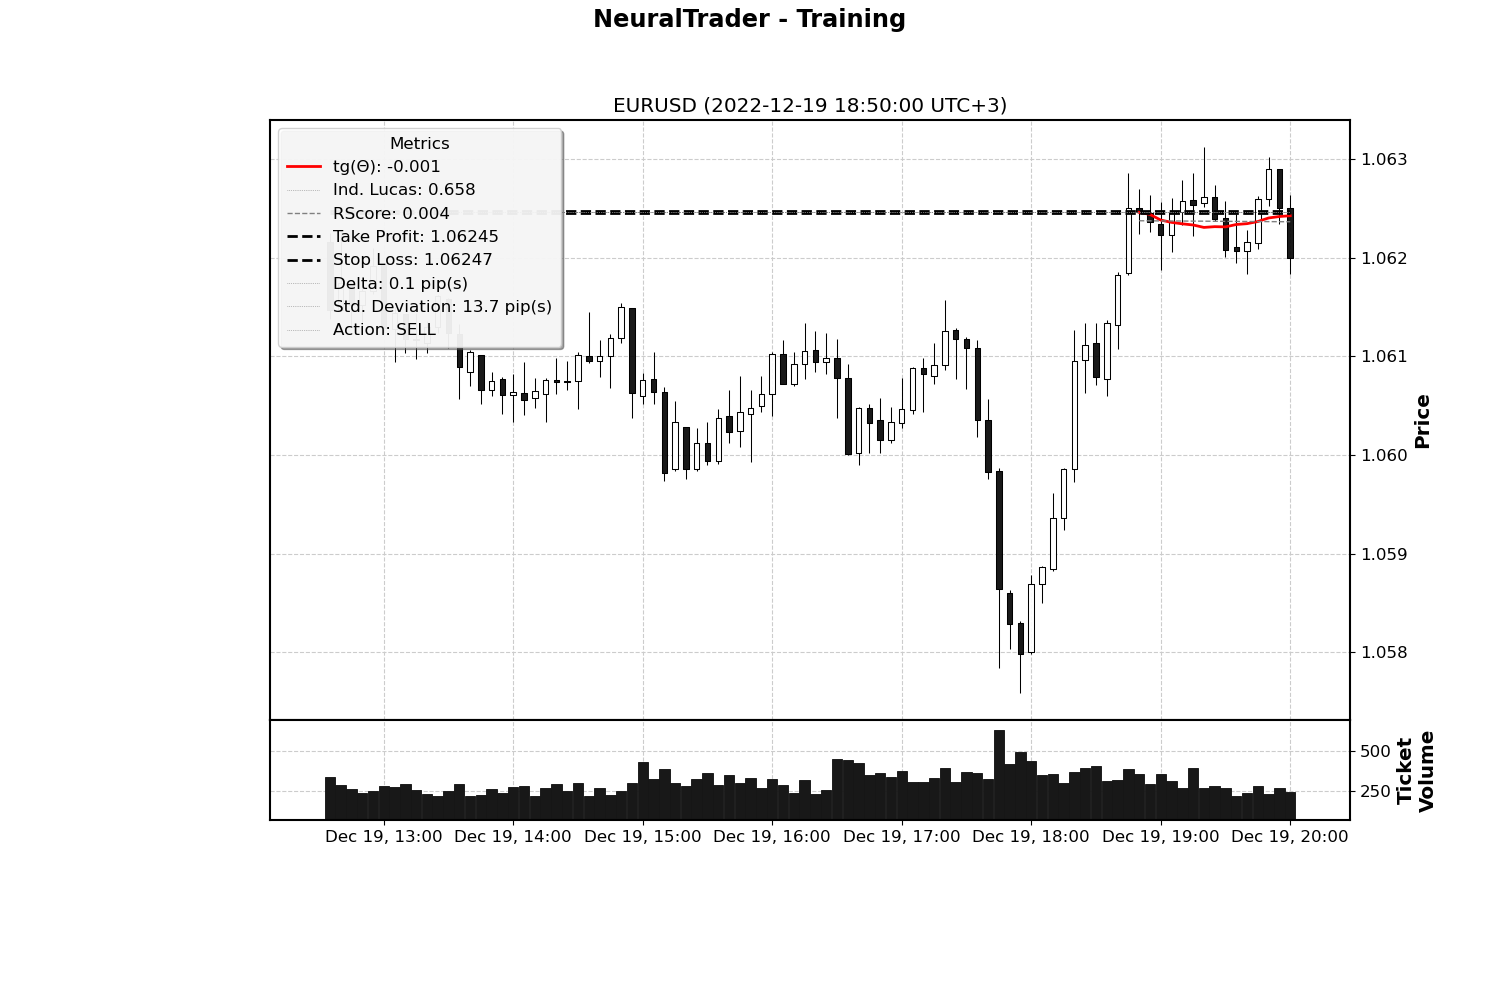 NeuralTrader - Training
EURUSD (2022-12-19 18:50:00 UTC+3)
Metrics
tg(Θ): -0.001
Ind. Lucas: 0.658
RScore: 0.004
Take Profit: 1.06245
Stop Loss: 1.06247
Delta: 0.1 pip(s)
Std. Deviation: 13.7 pip(s)
Action: SELL
1.063
1.062
1.061
1.060
1.059
1.058
Price
500
250
Ticket
Volume
Dec 19, 13:00 Dec 19, 14:00 Dec 19, 15:00 Dec 19, 16:00 Dec 19, 17:00 Dec 19, 18:00 Dec 19, 19:00 Dec 19, 20:00